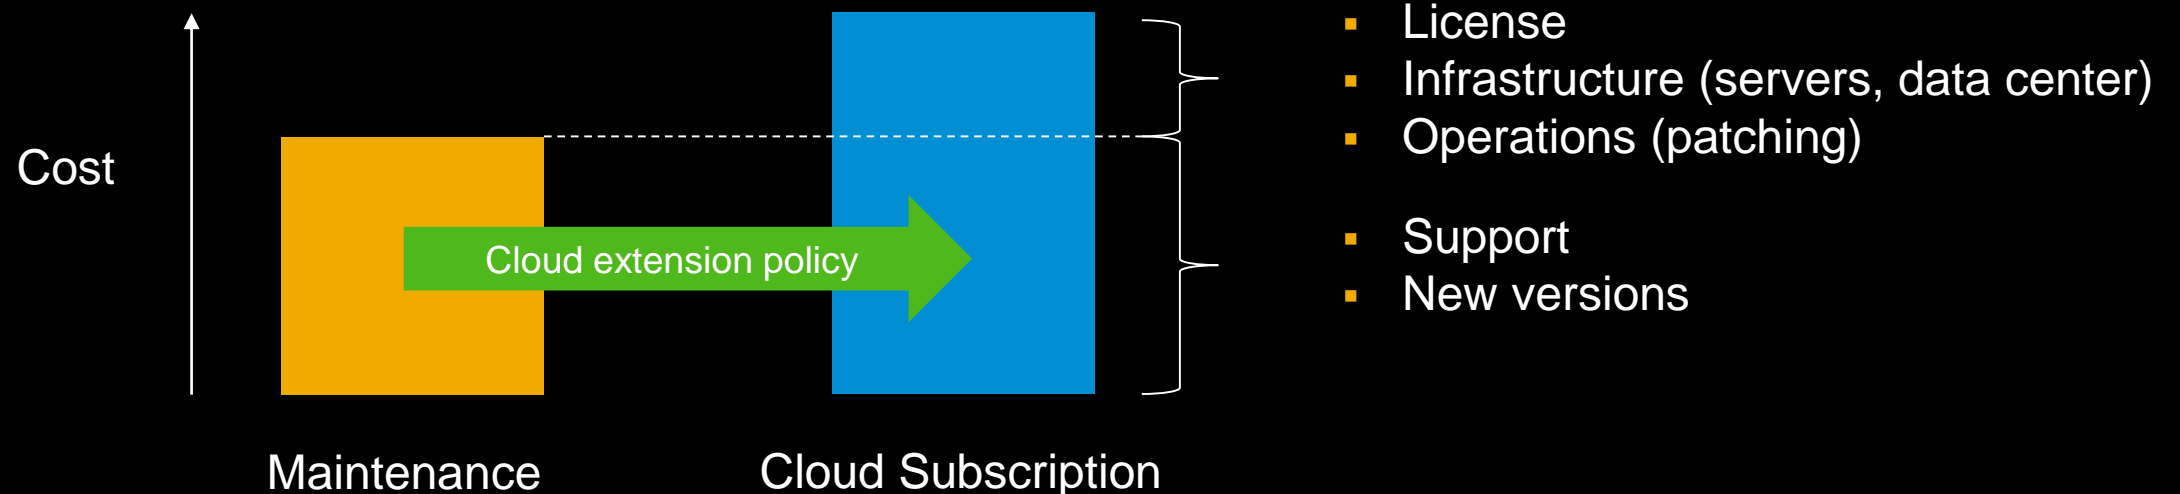 License
Infrastructure (servers, data center)
Operations (patching)
Cost
Support
Cloud extension policy
New versions
Maintenance
Cloud Subscription